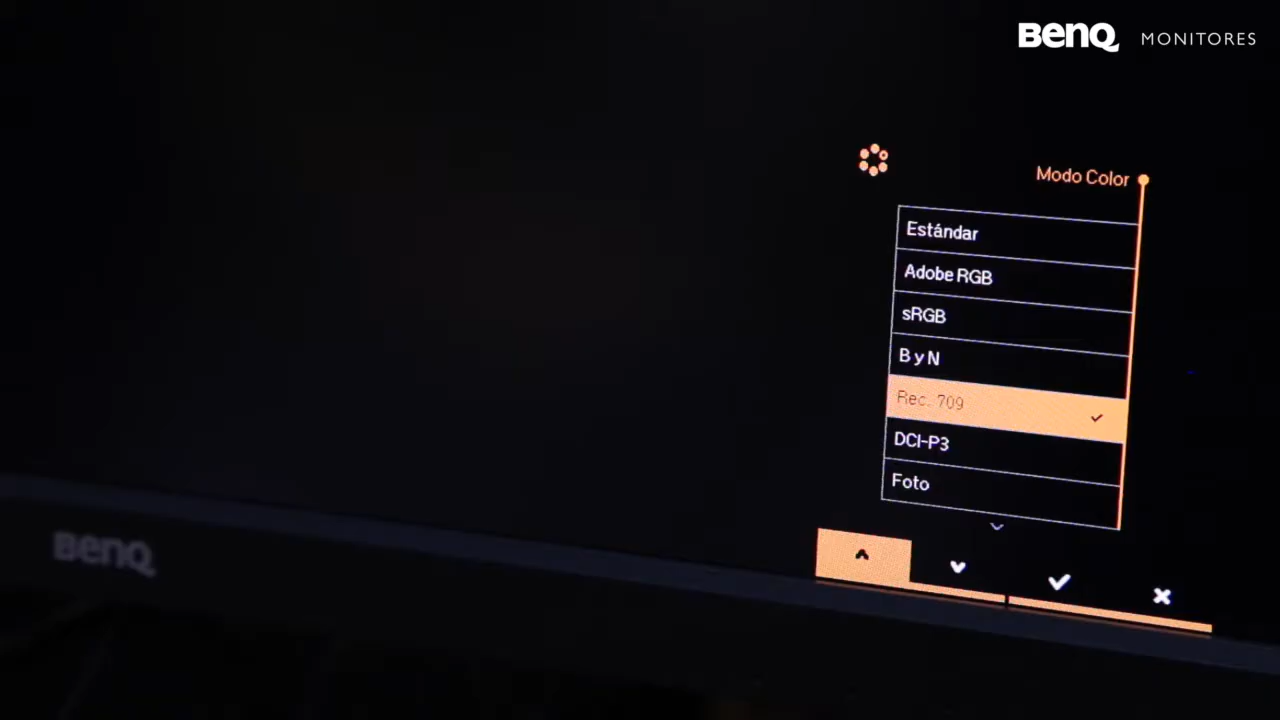 BenQ MONITORES
Modo Color
Estándar
Adobe RGB
sRGB
B y N
Rec. 709
DCI-P3
Foto
BenQ